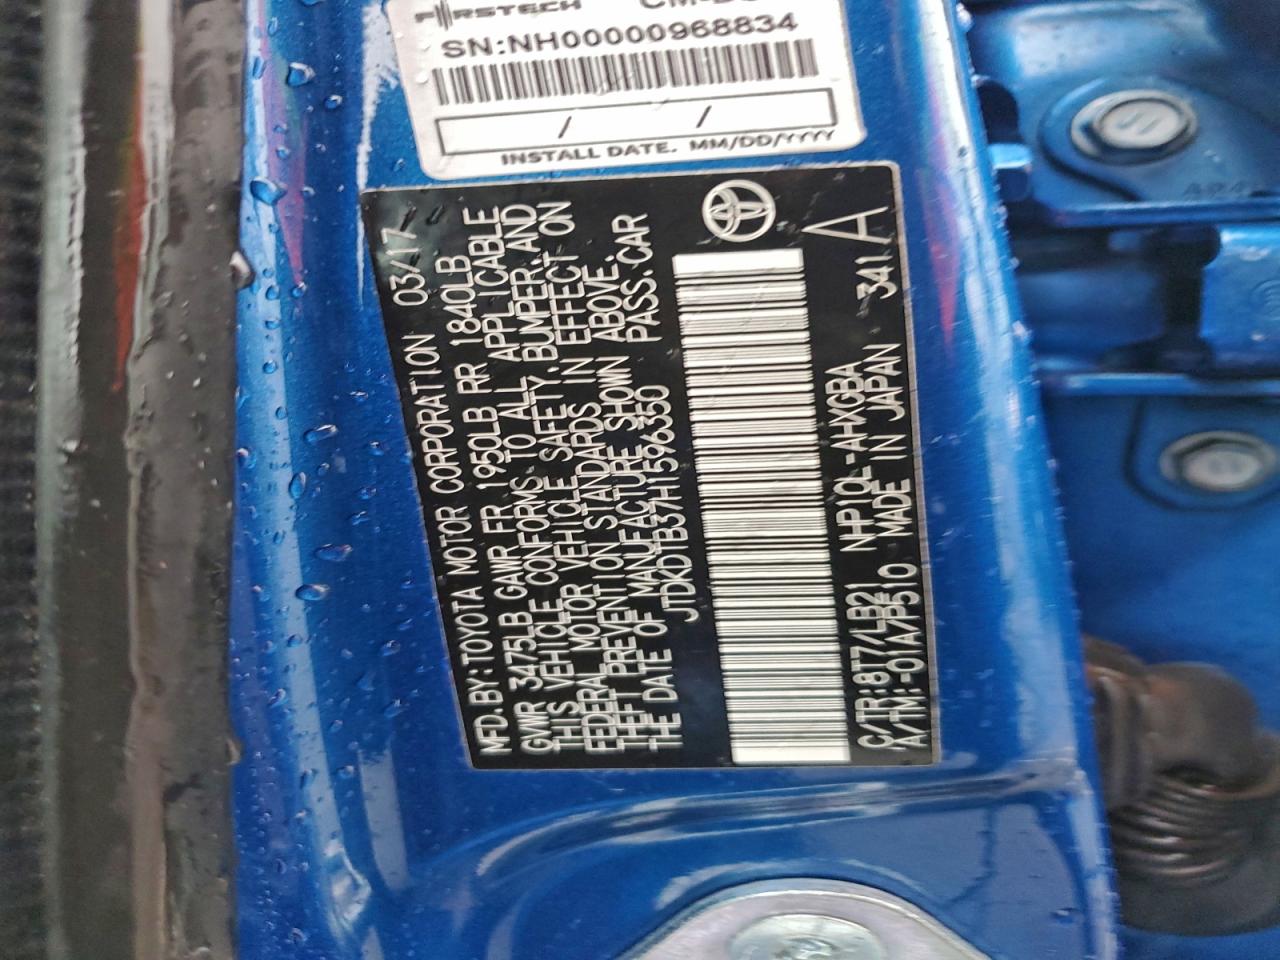 FIRSTECH
SN:NH00000968834
/ /
INSTALL DATE. MM/DD/YYYY
MFD.BY:TOYOTA MOTOR CORPORATION 03/17
GVWR 3475LB GAWR FR 1950LB RR 1840LB
THIS VEHICLE CONFORMS TO ALL APPLICABLE
FEDERAL MOTOR VEHICLE SAFETY, BUMPER, AND
THEFT PREVENTION STANDARDS IN EFFECT ON
THE DATE OF MANUFACTURE SHOWN ABOVE.
JTDKDTB37H1596350 PASS.CAR
C/TR:8T7/LB21 NHP10L-AHXGBA
A/TM:-01A/P510 MADE IN JAPAN 341 A